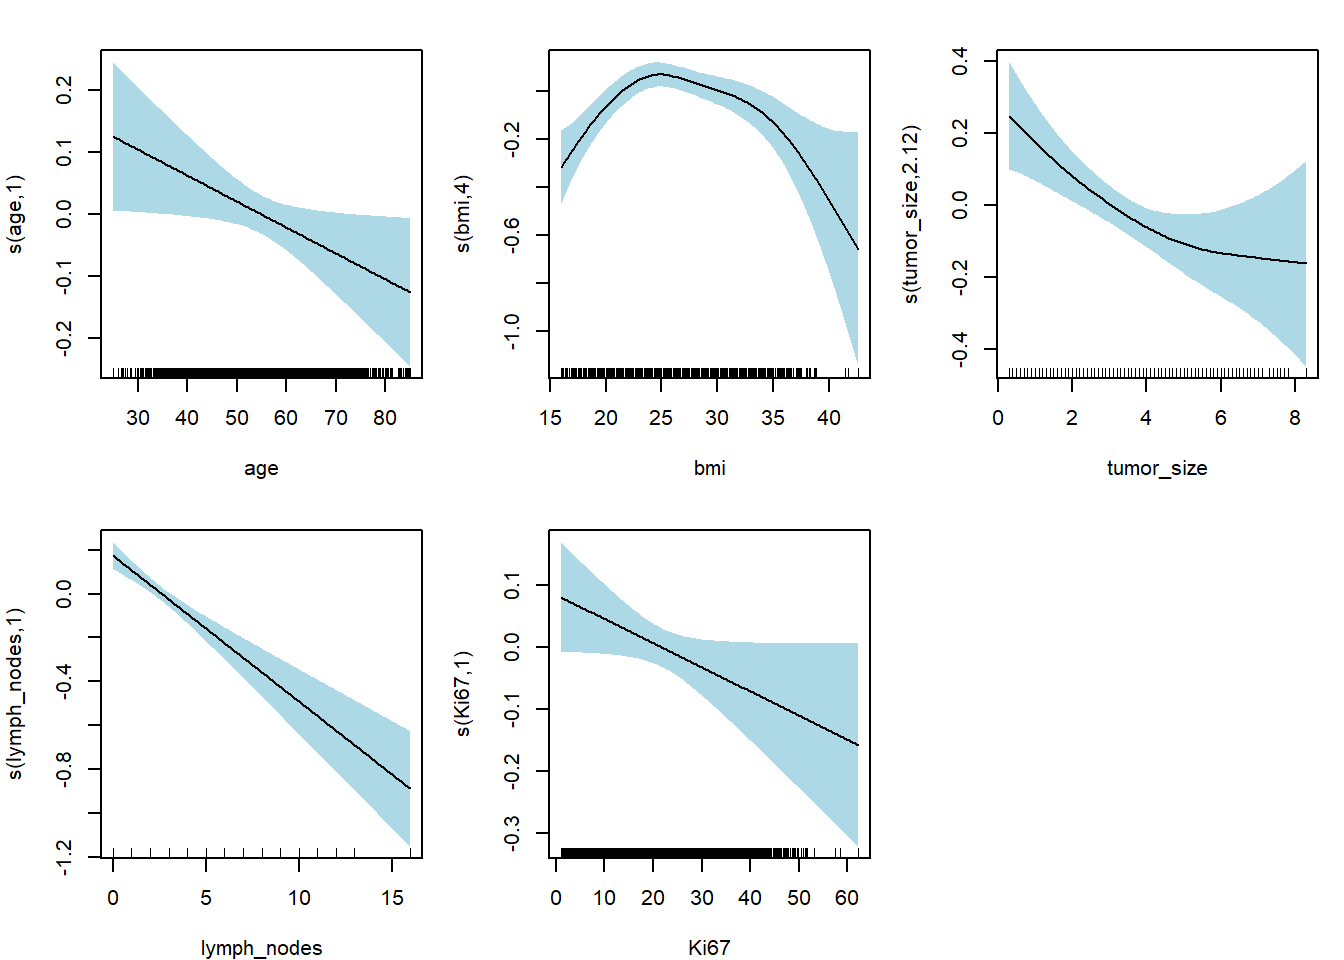 s(age,1)
0.2
0.1
0.0
-0.1
-0.2
30 40 50 60 70 80
age
s(bmi,4)
-0.2
-0.6
-1.0
15 20 25 30 35 40
bmi
s(tumor_size,2.12)
0.4
0.2
0.0
-0.2
-0.4
0 2 4 6 8
tumor_size
s(lymph_nodes,1)
0.0
-0.4
-0.8
-1.2
0 5 10 15
lymph_nodes
s(Ki67,1)
0.1
0.0
-0.1
-0.2
-0.3
0 10 20 30 40 50 60
Ki67